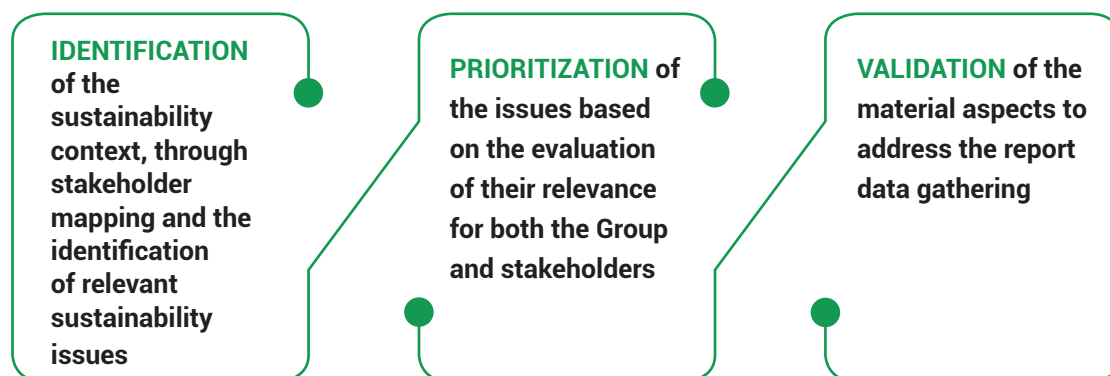 IDENTIFICATION
of the
sustainability
context, through
stakeholder
mapping and the
identification
of relevant
sustainability
issues
PRIORITIZATION of
the issues based
on the evaluation
of their relevance
for both the Group
and stakeholders
VALIDATION of the
material aspects to
address the report
data gathering